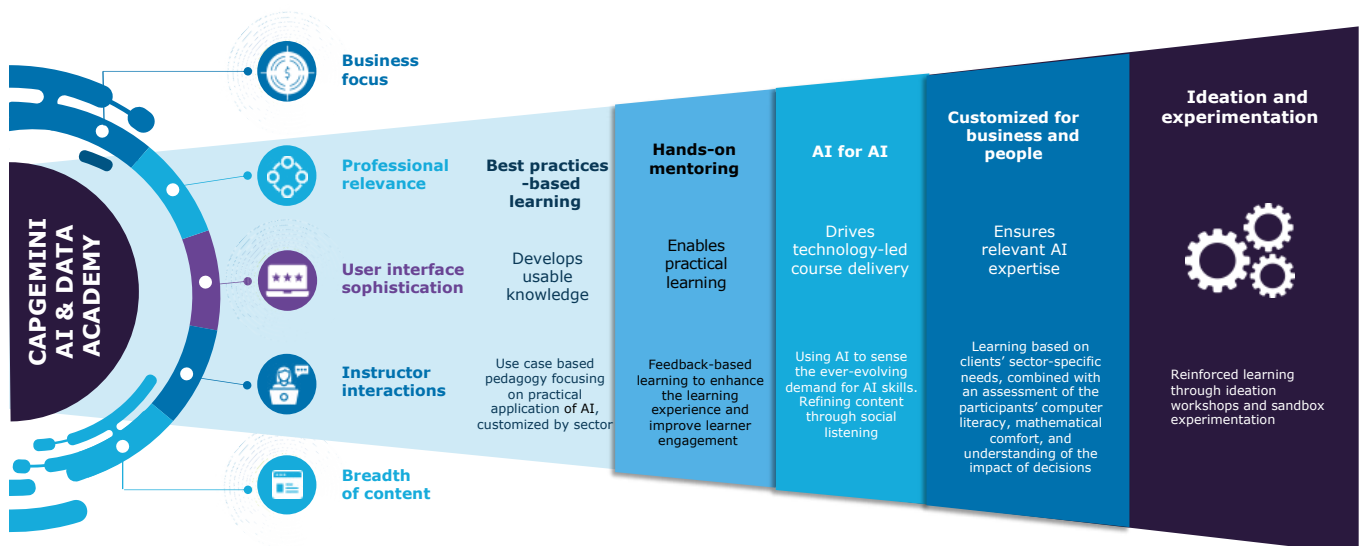 CAPGEMINI
AI & DATA
ACADEMY
Business
focus
Professional
relevance
User interface
sophistication
Instructor
interactions
Breadth
of content
Best practices
-based
learning
Develops
usable
knowledge
Use case based
pedagogy focusing
on practical
application of AI,
customized by sector
Hands-on
mentoring
Enables
practical
learning
Feedback-based
learning to enhance
the learning
experience and
improve learner
engagement
AI for AI
Drives
technology-led
course delivery
Using AI to sense
the ever-evolving
demand for AI skills.
Refining content
through social
listening
Customized for
business and
people
Ensures
relevant AI
expertise
Learning based on
clients’ sector-specific
needs, combined with
an assessment of the
participants’ computer
literacy, mathematical
comfort, and
understanding of the
impact of decisions
Ideation and
experimentation
Reinforced learning
through ideation
workshops and sandbox
experimentation